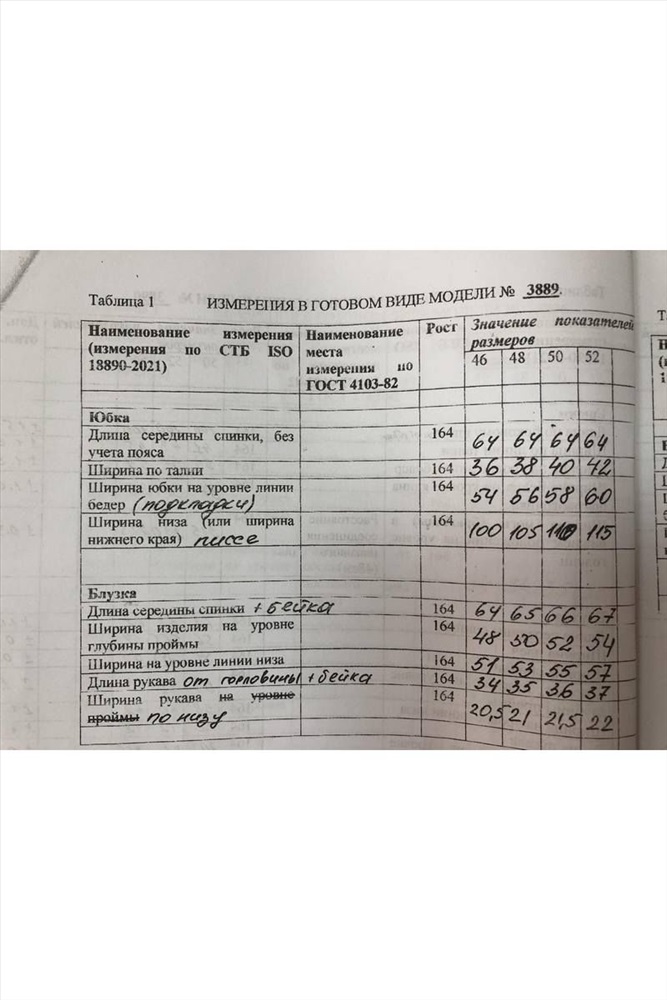 Таблица 1 ИЗМЕРЕНИЯ В ГОТОВОМ ВИДЕ МОДЕЛИ № 3889.
Наименование измерения Наименование Рост Значение показателей
(измерения по СТБ ISO места размеров
18890-2021) измерения по 46 48 50 52
ГОСТ 4103-82
Юбка
Длина середины спинки, без 164 64 64 64 64
учета пояса
Ширина по талии 164 36 38 40 42
Ширина юбки на уровне линии 164 54 56 58 60
бедер (подкладки)
Ширина низа (или ширина 164 100 105 110 115
нижнего края) плиссе
Блузка
Длина середины спинки + бейка 164 64 65 66 67
Ширина изделия на уровне 164 48 50 52 54
глубины проймы
Ширина на уровне линии низа 164 51 53 55 57
Длина рукава от горловины + бейка 164 34 35 36 37
Ширина рукава на уровне 164 20,5 21 21,5 22
проймы по низу